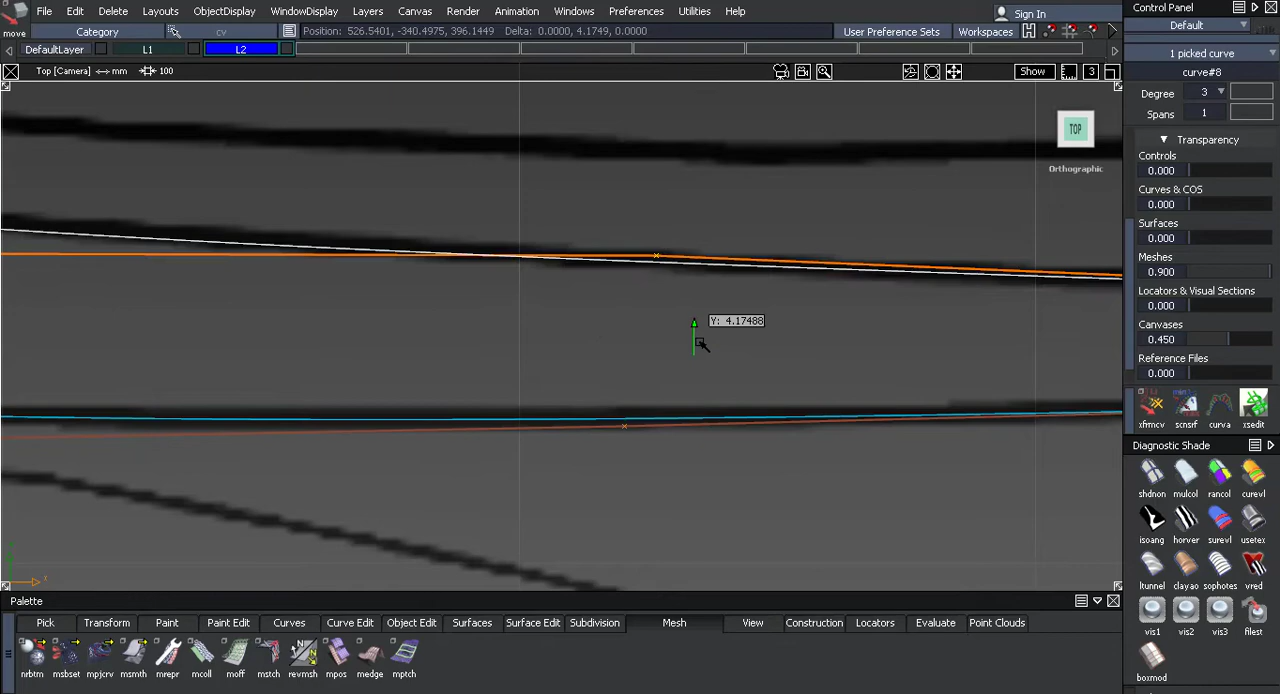 File Edit Delete Layouts ObjectDisplay WindowDisplay Layers Canvas Render Animation Windows Preferences Utilities Help Sign In
Control Panel
Default
move Category cv Position: 526.5401, -340.4975, 396.1449 Delta: 0.0000, 4.1749, 0.0000 User Preference Sets Workspaces
DefaultLayer L1 L2
1 picked curve
Top [Camera] mm 100 Show 3
curve#8
Degree 3
Spans 1
TOP
Orthographic
Transparency
Controls
0.000
Curves & COS
0.000
Surfaces
0.000
Meshes
0.900
Locators & Visual Sections
0.000
Canvases
0.450
Reference Files
0.000
Y: 4.17488
x
xfrmcv scnsrf curva xsedit
Diagnostic Shade
shdnon mulcol rancol curevl
isoang horver surevl usetex
ltunnel clayao sophotes vred
vis1 vis2 vis3 filest
boxmod
Palette
Pick Transform Paint Paint Edit Curves Curve Edit Object Edit Surfaces Surface Edit Subdivision Mesh View Construction Locators Evaluate Point Clouds
nrbtm msbset mpjcrv msmth mrepr mcoll moff mstch revmsh mpos medge mptch